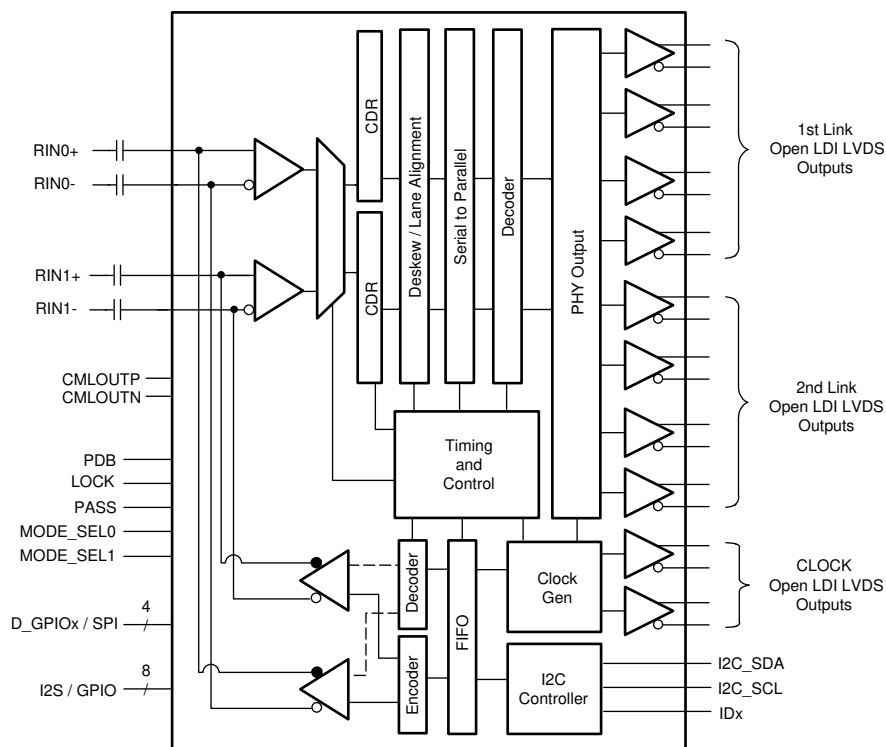 RIN0+
RIN0-
RIN1+
RIN1-
CMLOUTP
CMLOUTN
PDB
LOCK
PASS
MODE_SEL0
MODE_SEL1
4
D_GPIOx / SPI
8
I2S / GPIO
CDR
CDR
Deskew / Lane Alignment
Serial to Parallel
Decoder
PHY Output
Timing
and
Control
Decoder
Encoder
FIFO
Clock
Gen
I2C
Controller
1st Link
Open LDI LVDS
Outputs
2nd Link
Open LDI LVDS
Outputs
CLOCK
Open LDI LVDS
Outputs
I2C_SDA
I2C_SCL
IDx